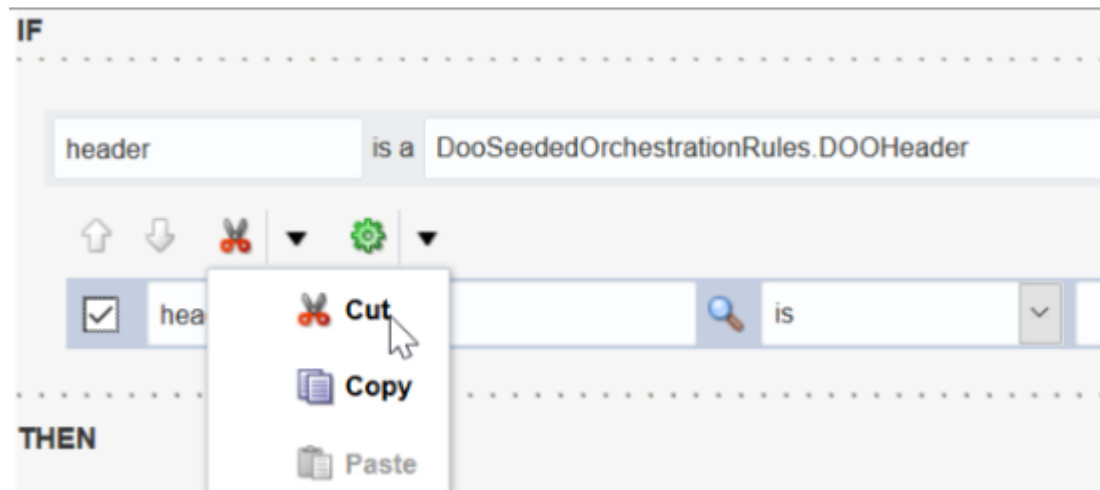 IF
header is a DooSeededOrchestrationRules.DOOHeader
Cut
hea is
Copy
THEN
Paste